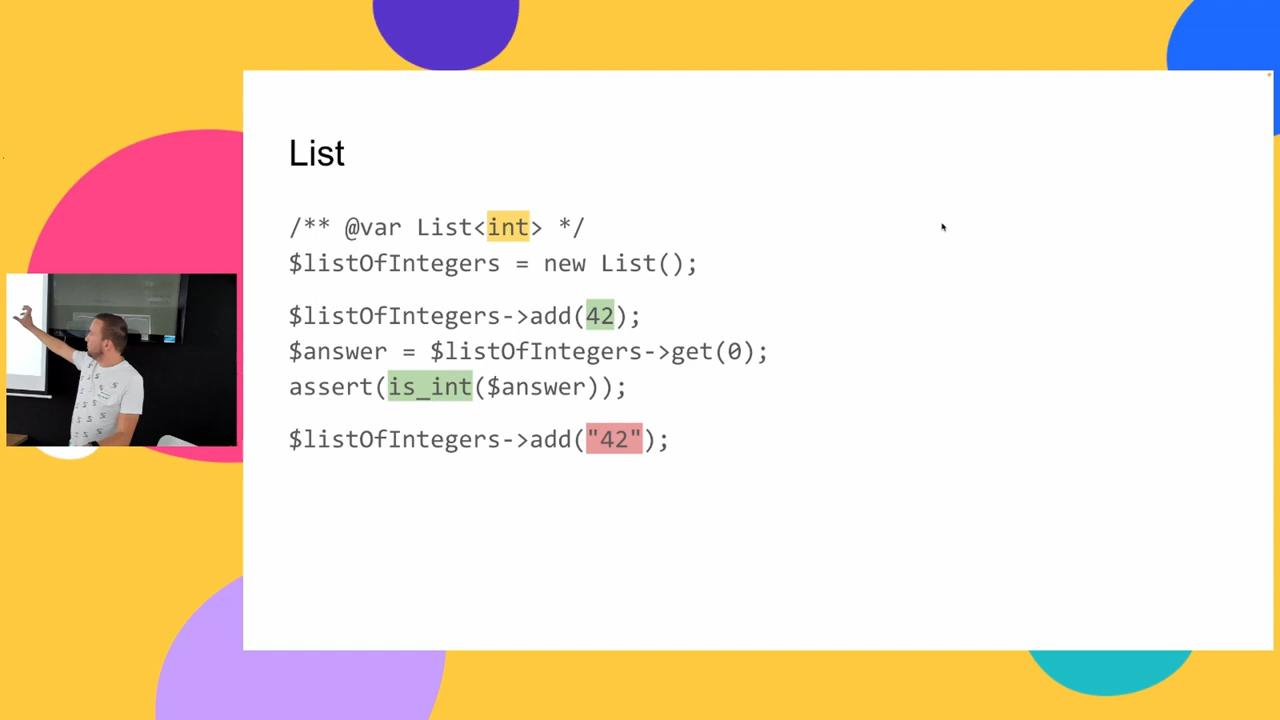 List
/** @var List<int> */
$listOfIntegers = new List();
$listOfIntegers->add(42);
$answer = $listOfIntegers->get(0);
assert(is_int($answer));
$listOfIntegers->add("42");